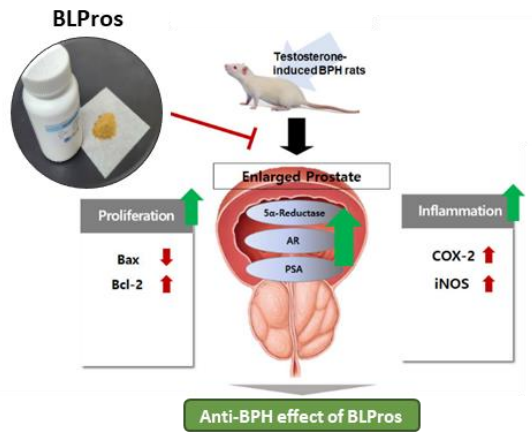 BLPros
Testosterone-
induced BPH rats
Enlarged Prostate
Proliferation
Bax
Bcl-2
5α-Reductase
AR
PSA
Inflammation
COX-2
iNOS
Anti-BPH effect of BLPros